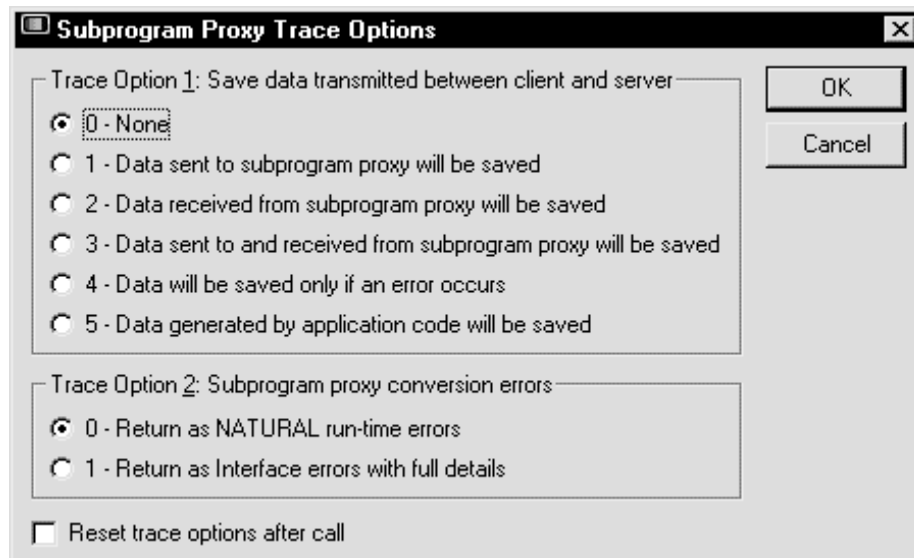 Subprogram Proxy Trace Options
Trace Option 1: Save data transmitted between client and server
0 - None
1 - Data sent to subprogram proxy will be saved
2 - Data received from subprogram proxy will be saved
3 - Data sent to and received from subprogram proxy will be saved
4 - Data will be saved only if an error occurs
5 - Data generated by application code will be saved
OK
Cancel
Trace Option 2: Subprogram proxy conversion errors
0 - Return as NATURAL run-time errors
1 - Return as Interface errors with full details
Reset trace options after call